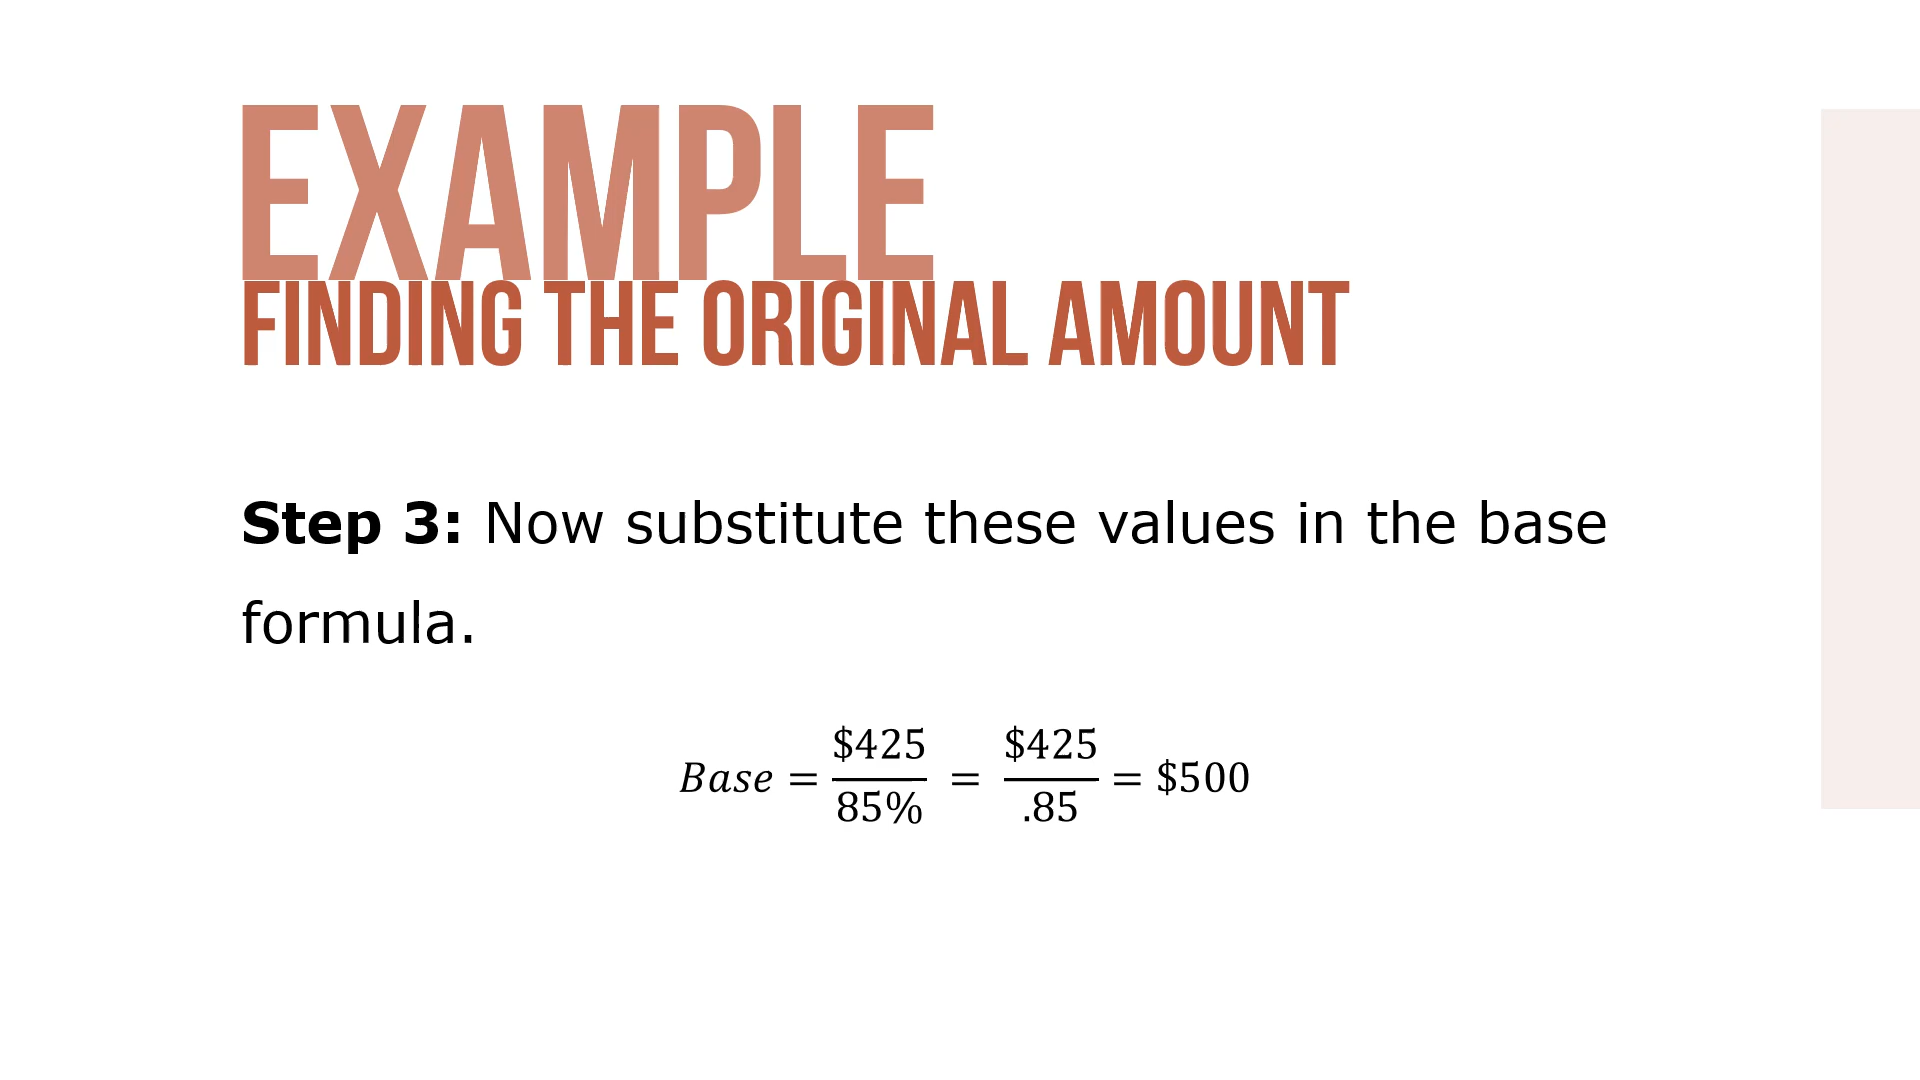 EXAMPLE
FINDING THE ORIGINAL AMOUNT
Step 3: Now substitute these values in the base
formula.
Base = $425/85% = $425/.85 = $500